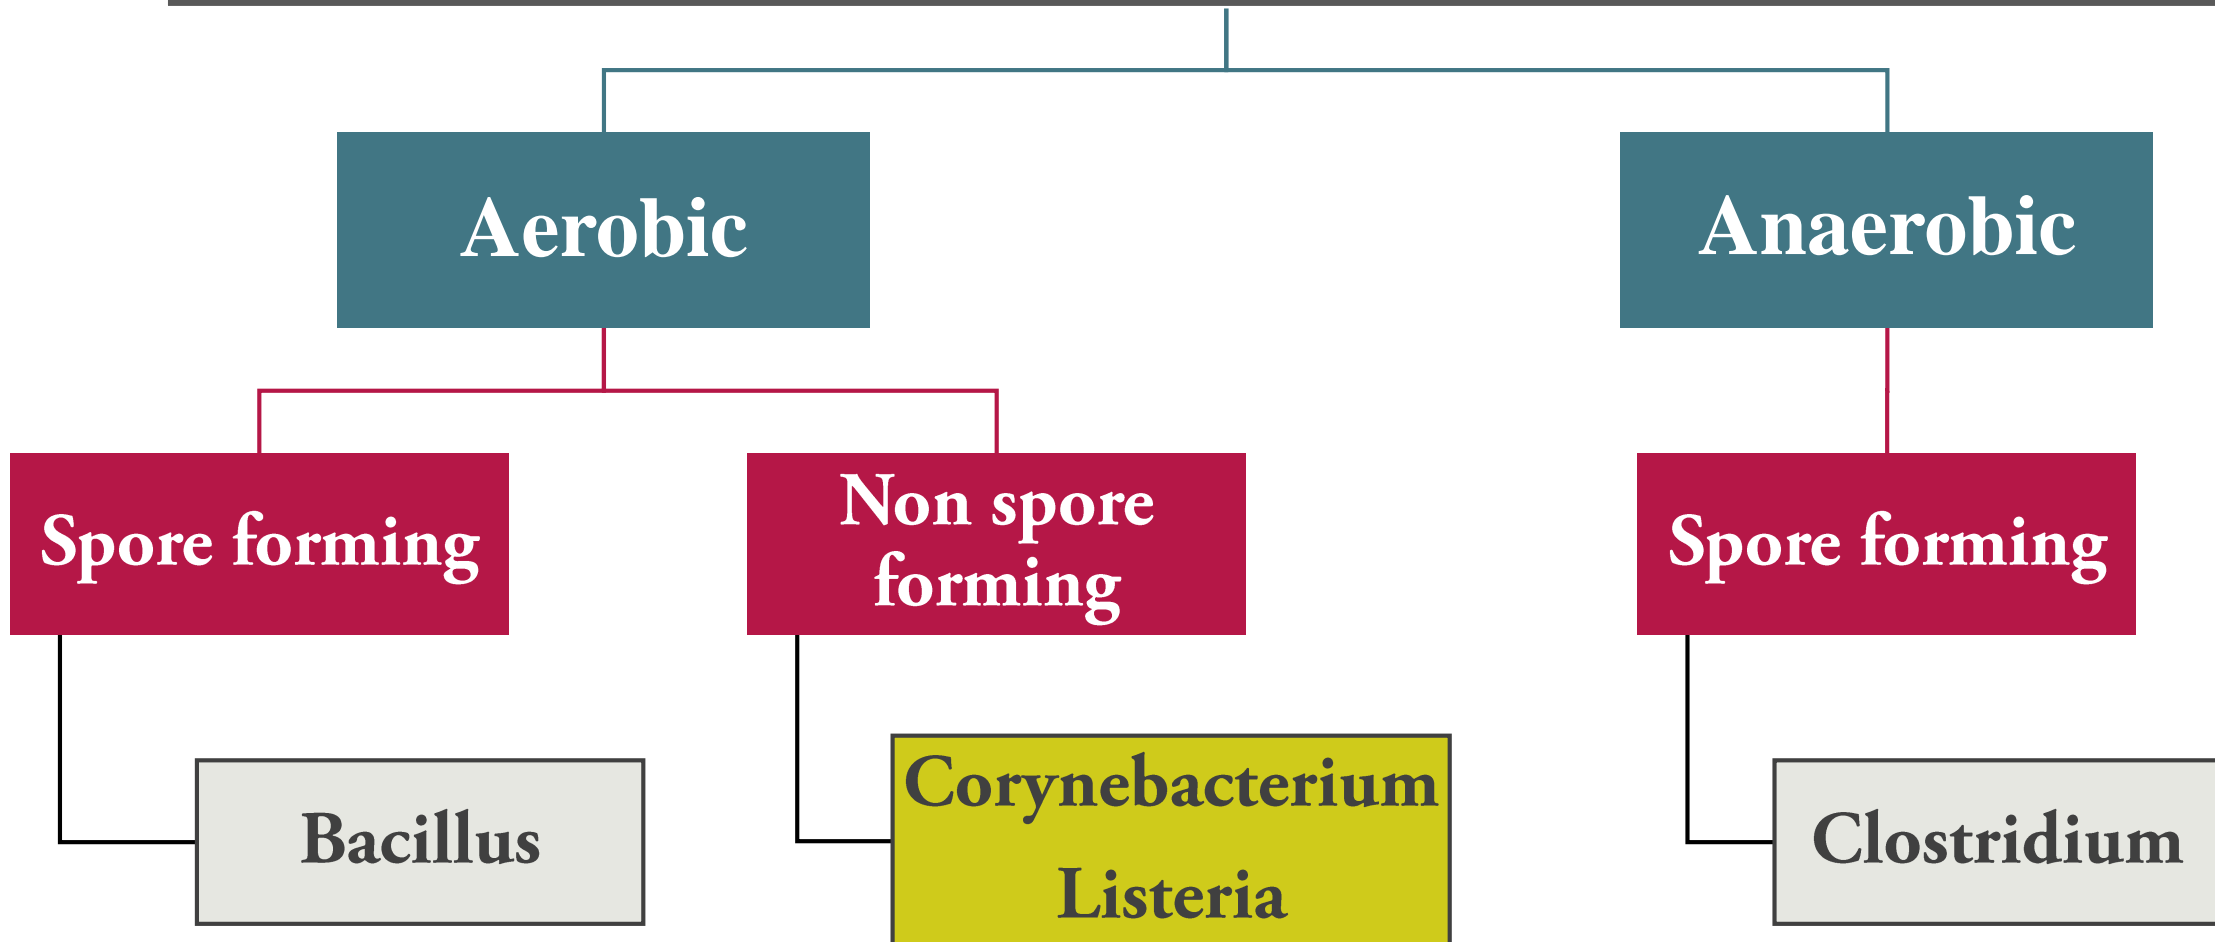 Aerobic
Anaerobic
Spore forming
Non spore
forming
Spore forming
Bacillus
Corynebacterium
Listeria
Clostridium